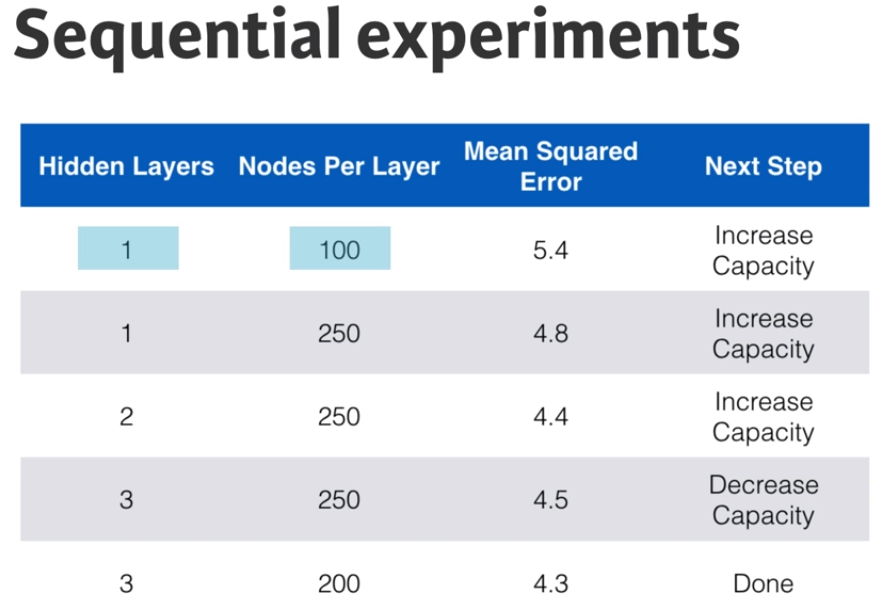 Sequential experiments
Hidden Layers Nodes Per Layer Mean Squared Error Next Step
1 100 5.4 Increase Capacity
1 250 4.8 Increase Capacity
2 250 4.4 Increase Capacity
3 250 4.5 Decrease Capacity
3 200 4.3 Done